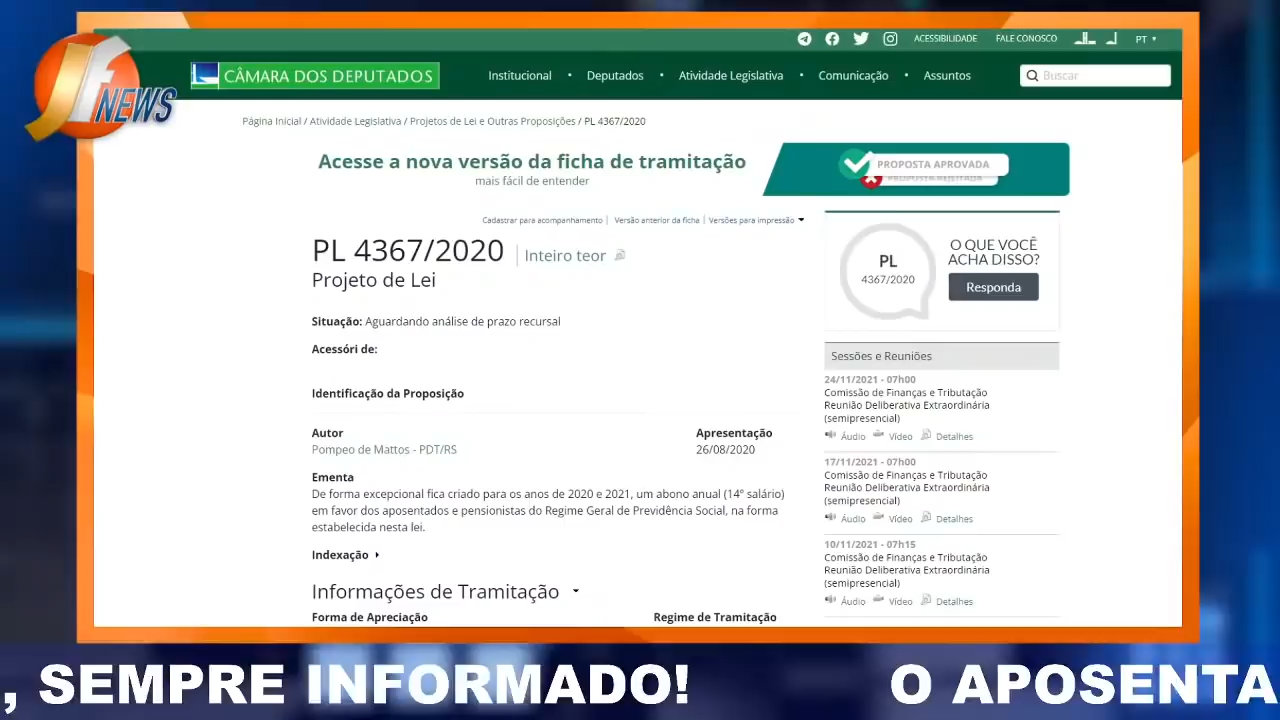 JF NEWS
ACESSIBILIDADE FALE CONOSCO PT
CÂMARA DOS DEPUTADOS
Institucional • Deputados • Atividade Legislativa • Comunicação • Assuntos
Buscar
Página Inicial / Atividade Legislativa / Projetos de Lei e Outras Proposições / PL 4367/2020
Acesse a nova versão da ficha de tramitação
mais fácil de entender
PROPOSTA APROVADA
PROPOSTA REJEITADA
Cadastrar para acompanhamento | Versão anterior da ficha | Versões para impressão
PL 4367/2020 | Inteiro teor
Projeto de Lei
Situação: Aguardando análise de prazo recursal
Acessóri de:
Identificação da Proposição
Autor
Pompeo de Mattos - PDT/RS
Apresentação
26/08/2020
Ementa
De forma excepcional fica criado para os anos de 2020 e 2021, um abono anual (14º salário)
em favor dos aposentados e pensionistas do Regime Geral de Previdência Social, na forma
estabelecida nesta lei.
Indexação
Informações de Tramitação
Forma de Apreciação
Regime de Tramitação
PL
4367/2020
O QUE VOCÊ
ACHA DISSO?
Responda
Sessões e Reuniões
24/11/2021 - 07h00
Comissão de Finanças e Tributação
Reunião Deliberativa Extraordinária
(semipresencial)
Áudio Vídeo Detalhes
17/11/2021 - 07h00
Comissão de Finanças e Tributação
Reunião Deliberativa Extraordinária
(semipresencial)
Áudio Vídeo Detalhes
10/11/2021 - 07h15
Comissão de Finanças e Tributação
Reunião Deliberativa Extraordinária
(semipresencial)
Áudio Vídeo Detalhes
, SEMPRE INFORMADO! O APOSENTA